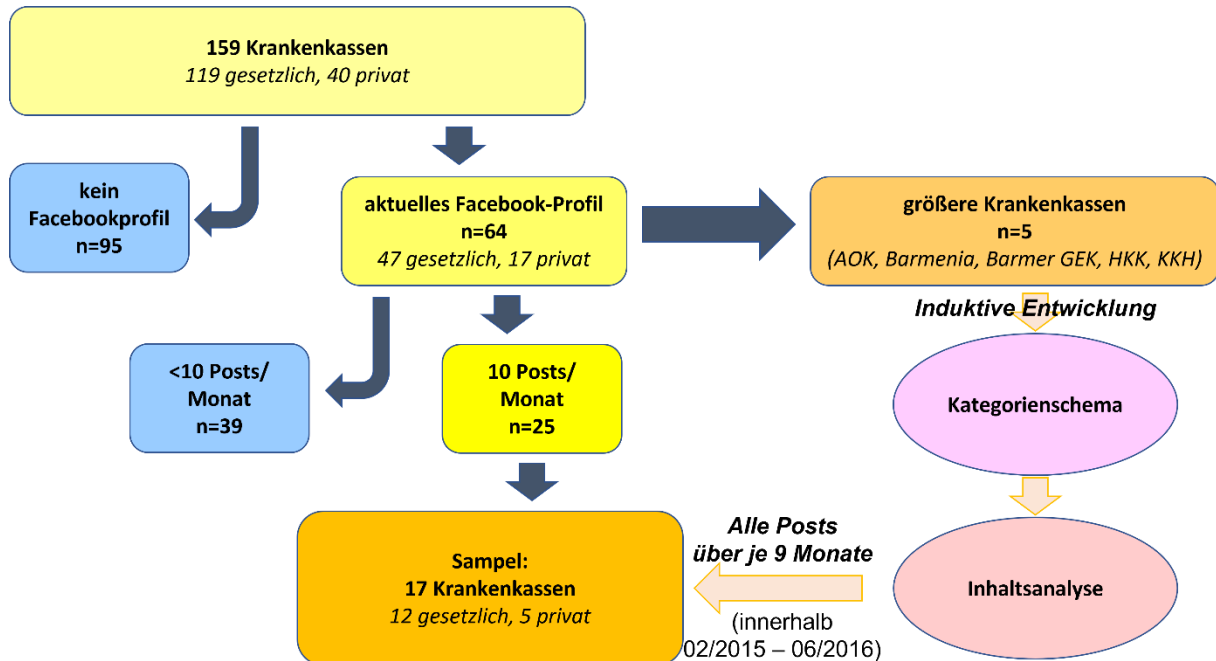 159 Krankenkassen
119 gesetzlich, 40 privat
kein
Facebookprofil
n=95
aktuelles Facebook-Profil
n=64
47 gesetzlich, 17 privat
größere Krankenkassen
n=5
(AOK, Barmenia, Barmer GEK, HKK, KKH)
Induktive Entwicklung
<10 Posts/
Monat
n=39
10 Posts/
Monat
n=25
Kategorienschema
Sampel:
17 Krankenkassen
12 gesetzlich, 5 privat
Alle Posts
über je 9 Monate
(innerhalb
02/2015 – 06/2016)
Inhaltsanalyse